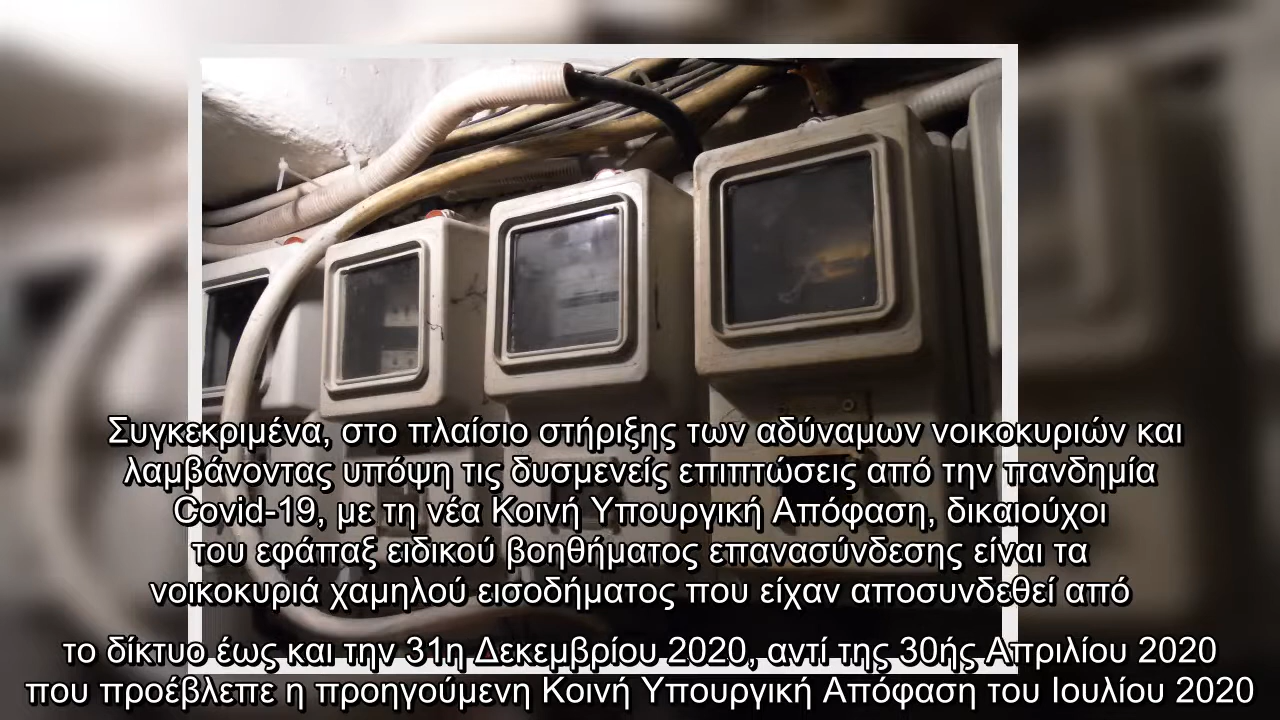 Συγκεκριμένα, στο πλαίσιο στήριξης των αδύναμων νοικοκυριών και
λαμβάνοντας υπόψη τις δυσμενείς επιπτώσεις από την πανδημία
Covid-19, με τη νέα Κοινή Υπουργική Απόφαση, δικαιούχοι
του εφάπαξ ειδικού βοηθήματος επανασύνδεσης είναι τα
νοικοκυριά χαμηλού εισοδήματος που είχαν αποσυνδεθεί από
το δίκτυο έως και την 31η Δεκεμβρίου 2020, αντί της 30ής Απριλίου 2020
που προέβλεπε η προηγούμενη Κοινή Υπουργική Απόφαση του Ιουλίου 2020